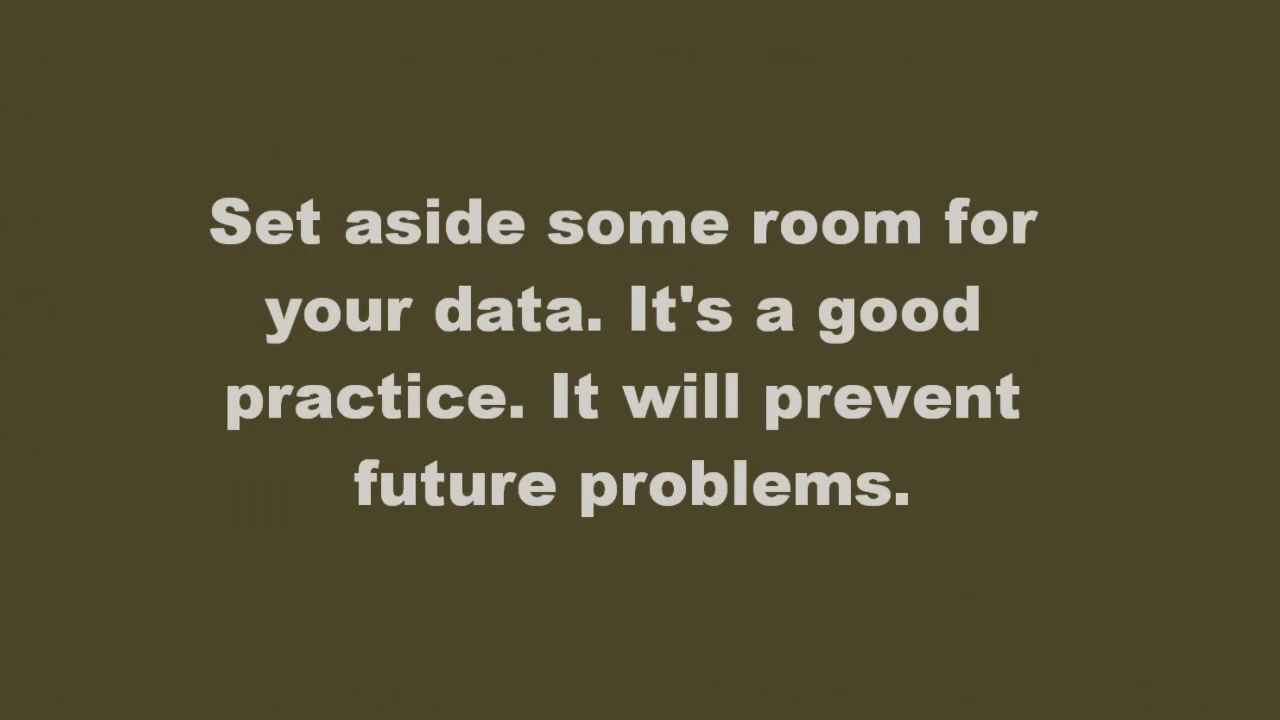 Set aside some room for
your data. It's a good
practice. It will prevent
future problems.